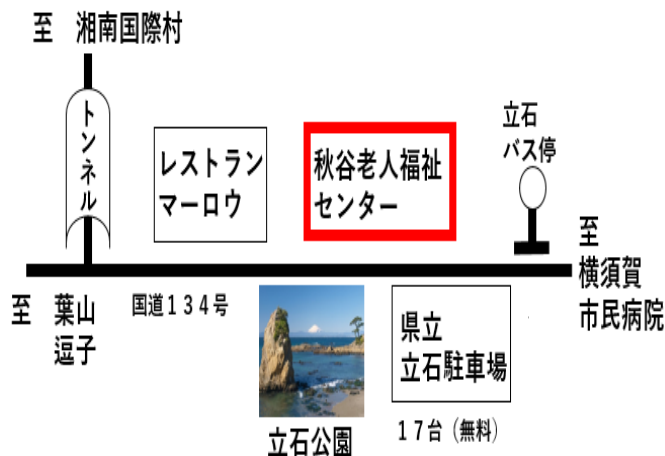 至 湘南国際村
トンネル
レストラン
マーロウ
秋谷老人福祉
センター
立石
バス停
至
横須賀
市民病院
至 葉山
逗子
国道134号
県立
立石駐車場
17台（無料）
立石公園